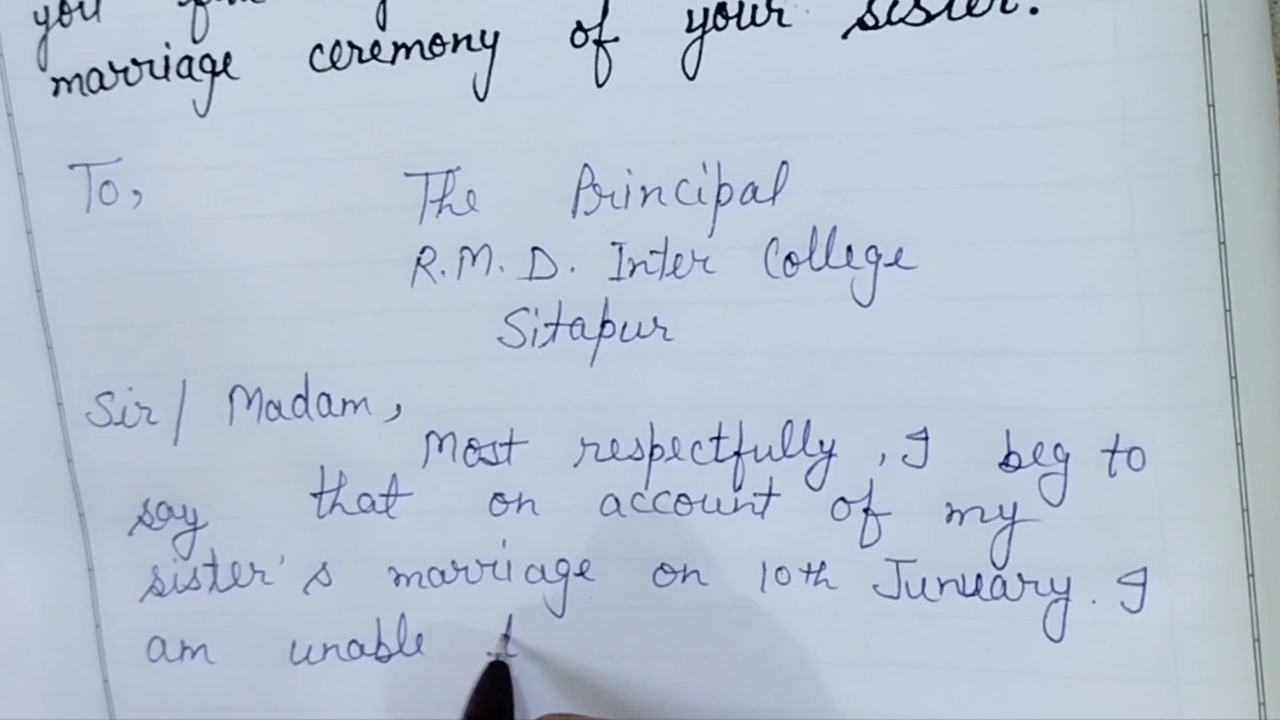 you
marriage ceremony of your sister.
To,
The Principal
R.M.D. Inter College
Sitapur
Sir/ Madam,
Most respectfully, I beg to
say that on account of my
sister's marriage on 10th Junuary. I
am unable